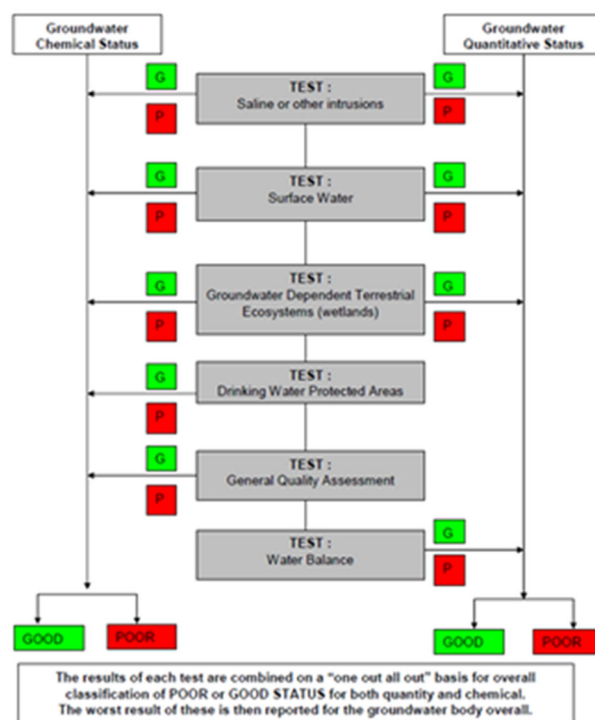 Groundwater
Chemical Status
Groundwater
Quantitative Status
G
P
TEST :
Saline or other intrusions
G
P
G
P
TEST :
Surface Water
G
P
G
P
TEST :
Groundwater Dependent Terrestrial
Ecosystems (wetlands)
G
P
G
P
TEST :
Drinking Water Protected Areas
G
P
TEST :
General Quality Assessment
TEST :
Water Balance
G
P
GOOD
POOR
GOOD
POOR
The results of each test are combined on a "one out all out" basis for overall
classification of POOR or GOOD STATUS for both quantity and chemical.
The worst result of these is then reported for the groundwater body overall.